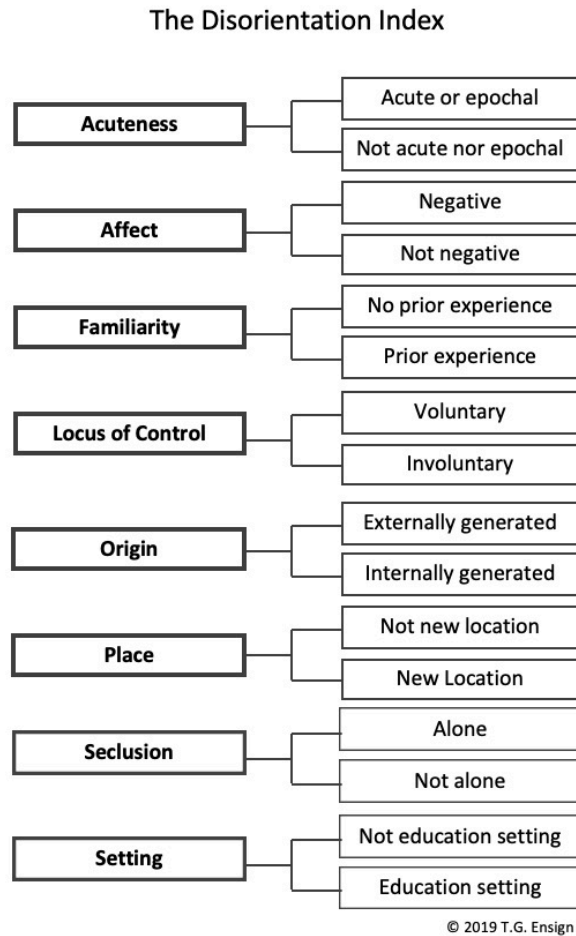 The Disorientation Index
Acuteness
Acute or epochal
Not acute nor epochal
Affect
Negative
Not negative
Familiarity
No prior experience
Prior experience
Locus of Control
Voluntary
Involuntary
Origin
Externally generated
Internally generated
Place
Not new location
New Location
Seclusion
Alone
Not alone
Setting
Not education setting
Education setting
© 2019 T.G. Ensign